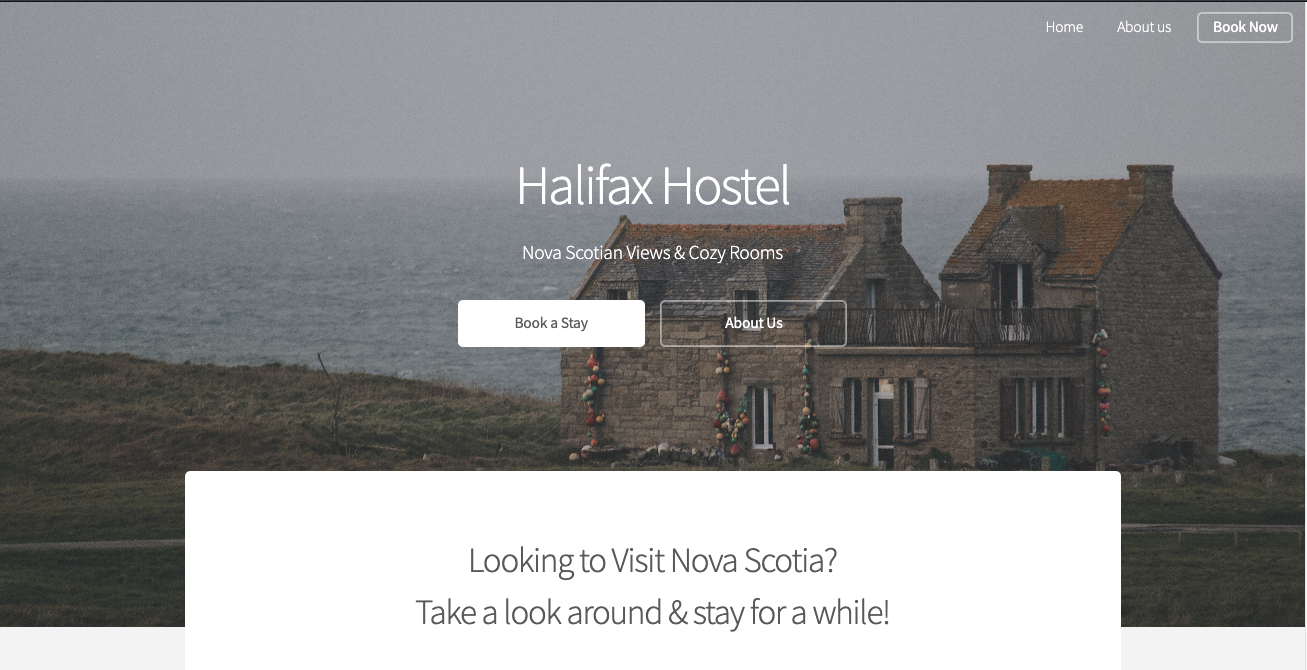 Home About us Book Now
Halifax Hostel
Nova Scotian Views & Cozy Rooms
Book a Stay About Us
Looking to Visit Nova Scotia?
Take a look around & stay for a while!